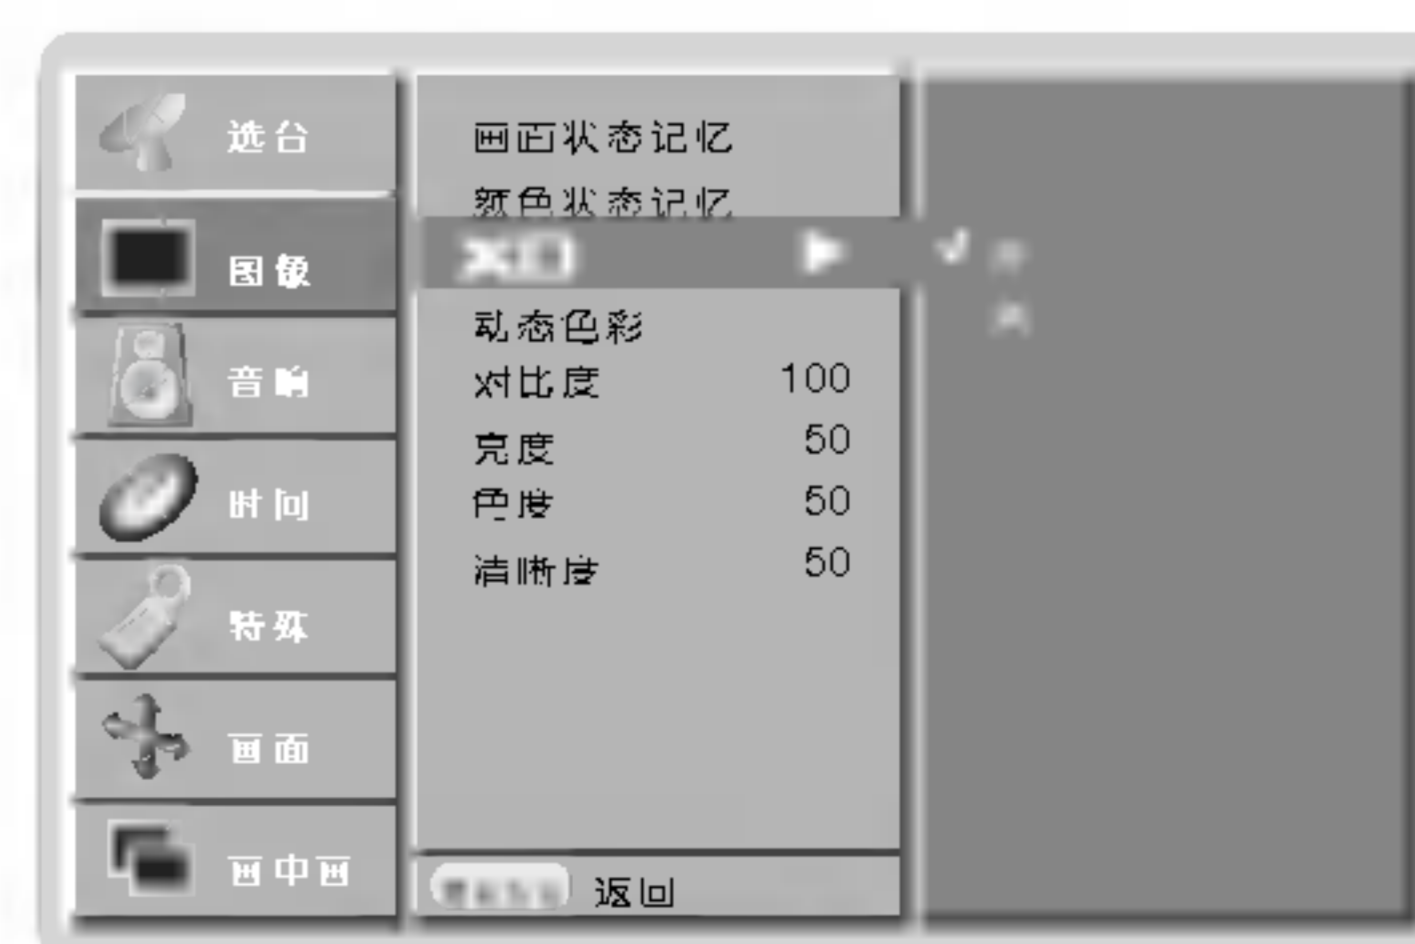 选台
图像
音响
时间
特殊
画面
画中画
画面状态记忆
颜色状态记忆
XD
动态色彩
对比度 100
亮度 50
色度 50
清晰度 50
返回